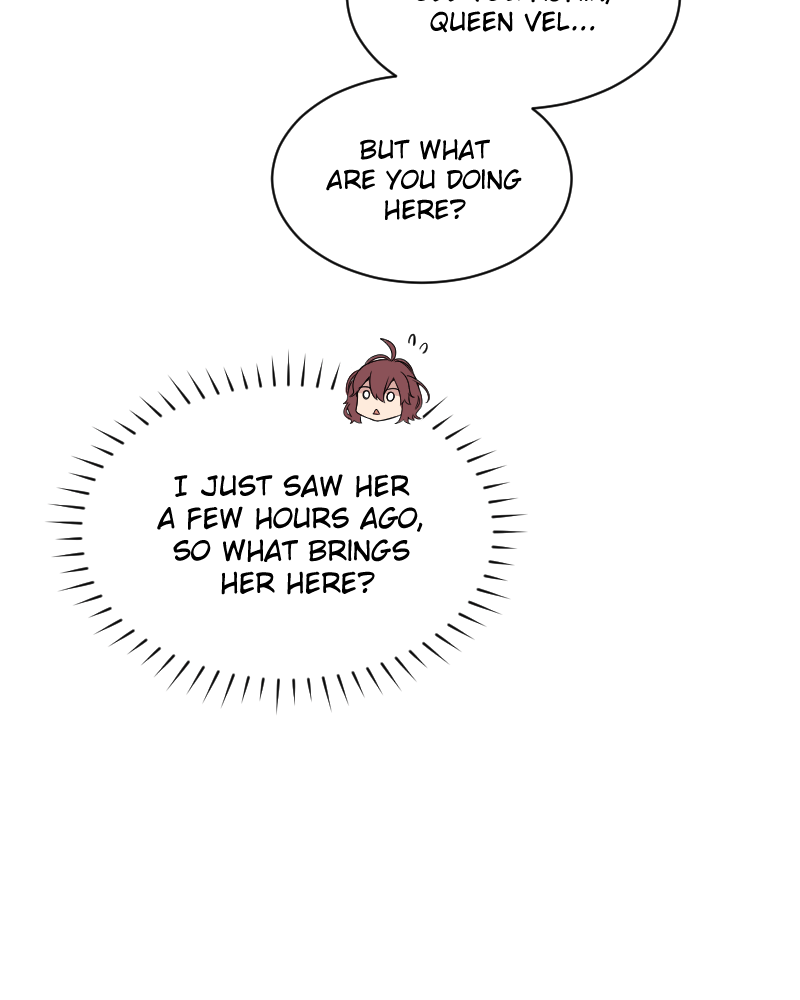 QUEEN VEL...
BUT WHAT
ARE YOU DOING
HERE?
I JUST SAW HER
A FEW HOURS AGO,
SO WHAT BRINGS
HER HERE?